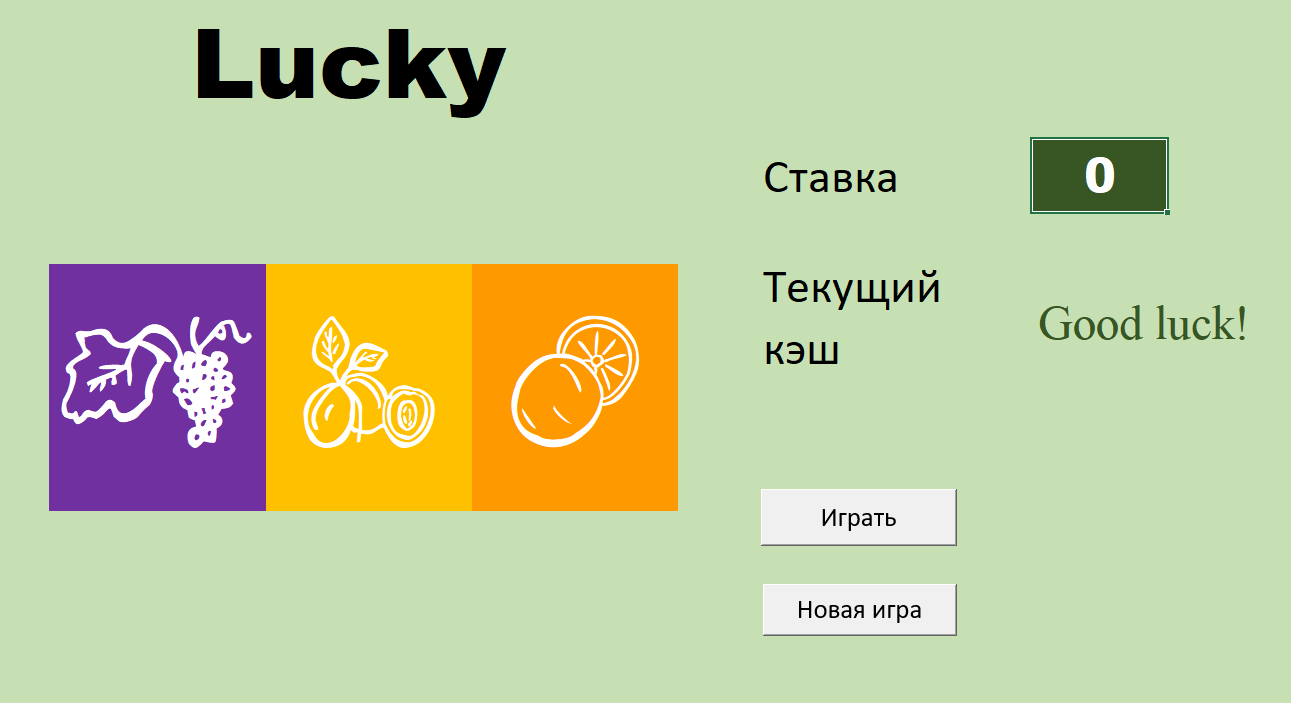 Lucky
Ставка
0
Текущий
кэш
Good luck!
Играть
Новая игра